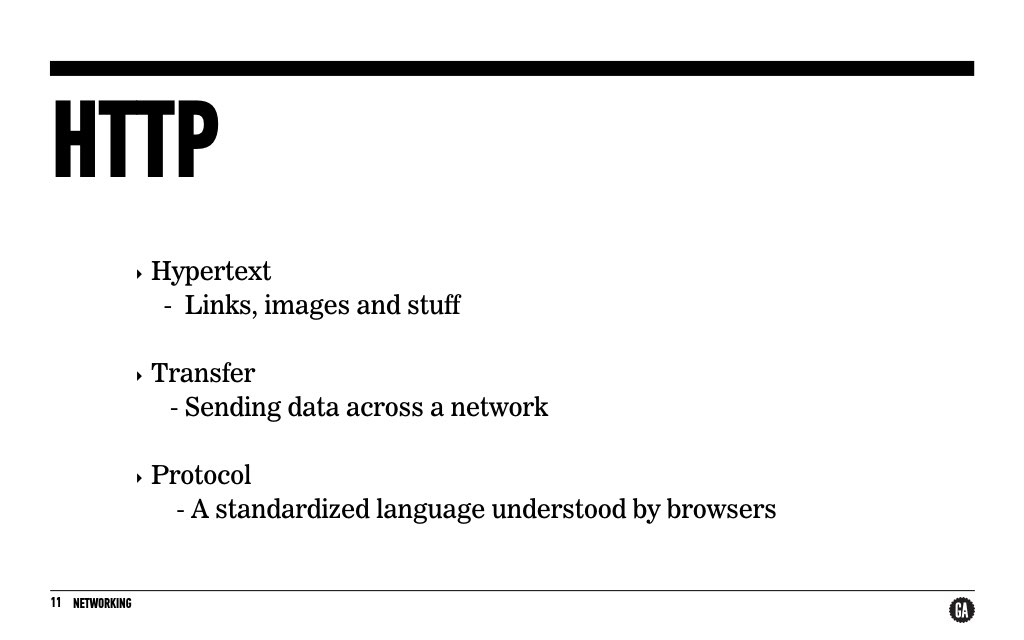 HTTP
‣ Hypertext
- Links, images and stuff
‣ Transfer
- Sending data across a network
‣ Protocol
- A standardized language understood by browsers
11 NETWORKING
GA